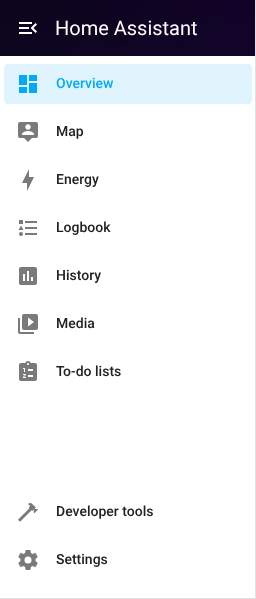 Home Assistant
Overview
Map
Energy
Logbook
History
Media
To-do lists
Developer tools
Settings